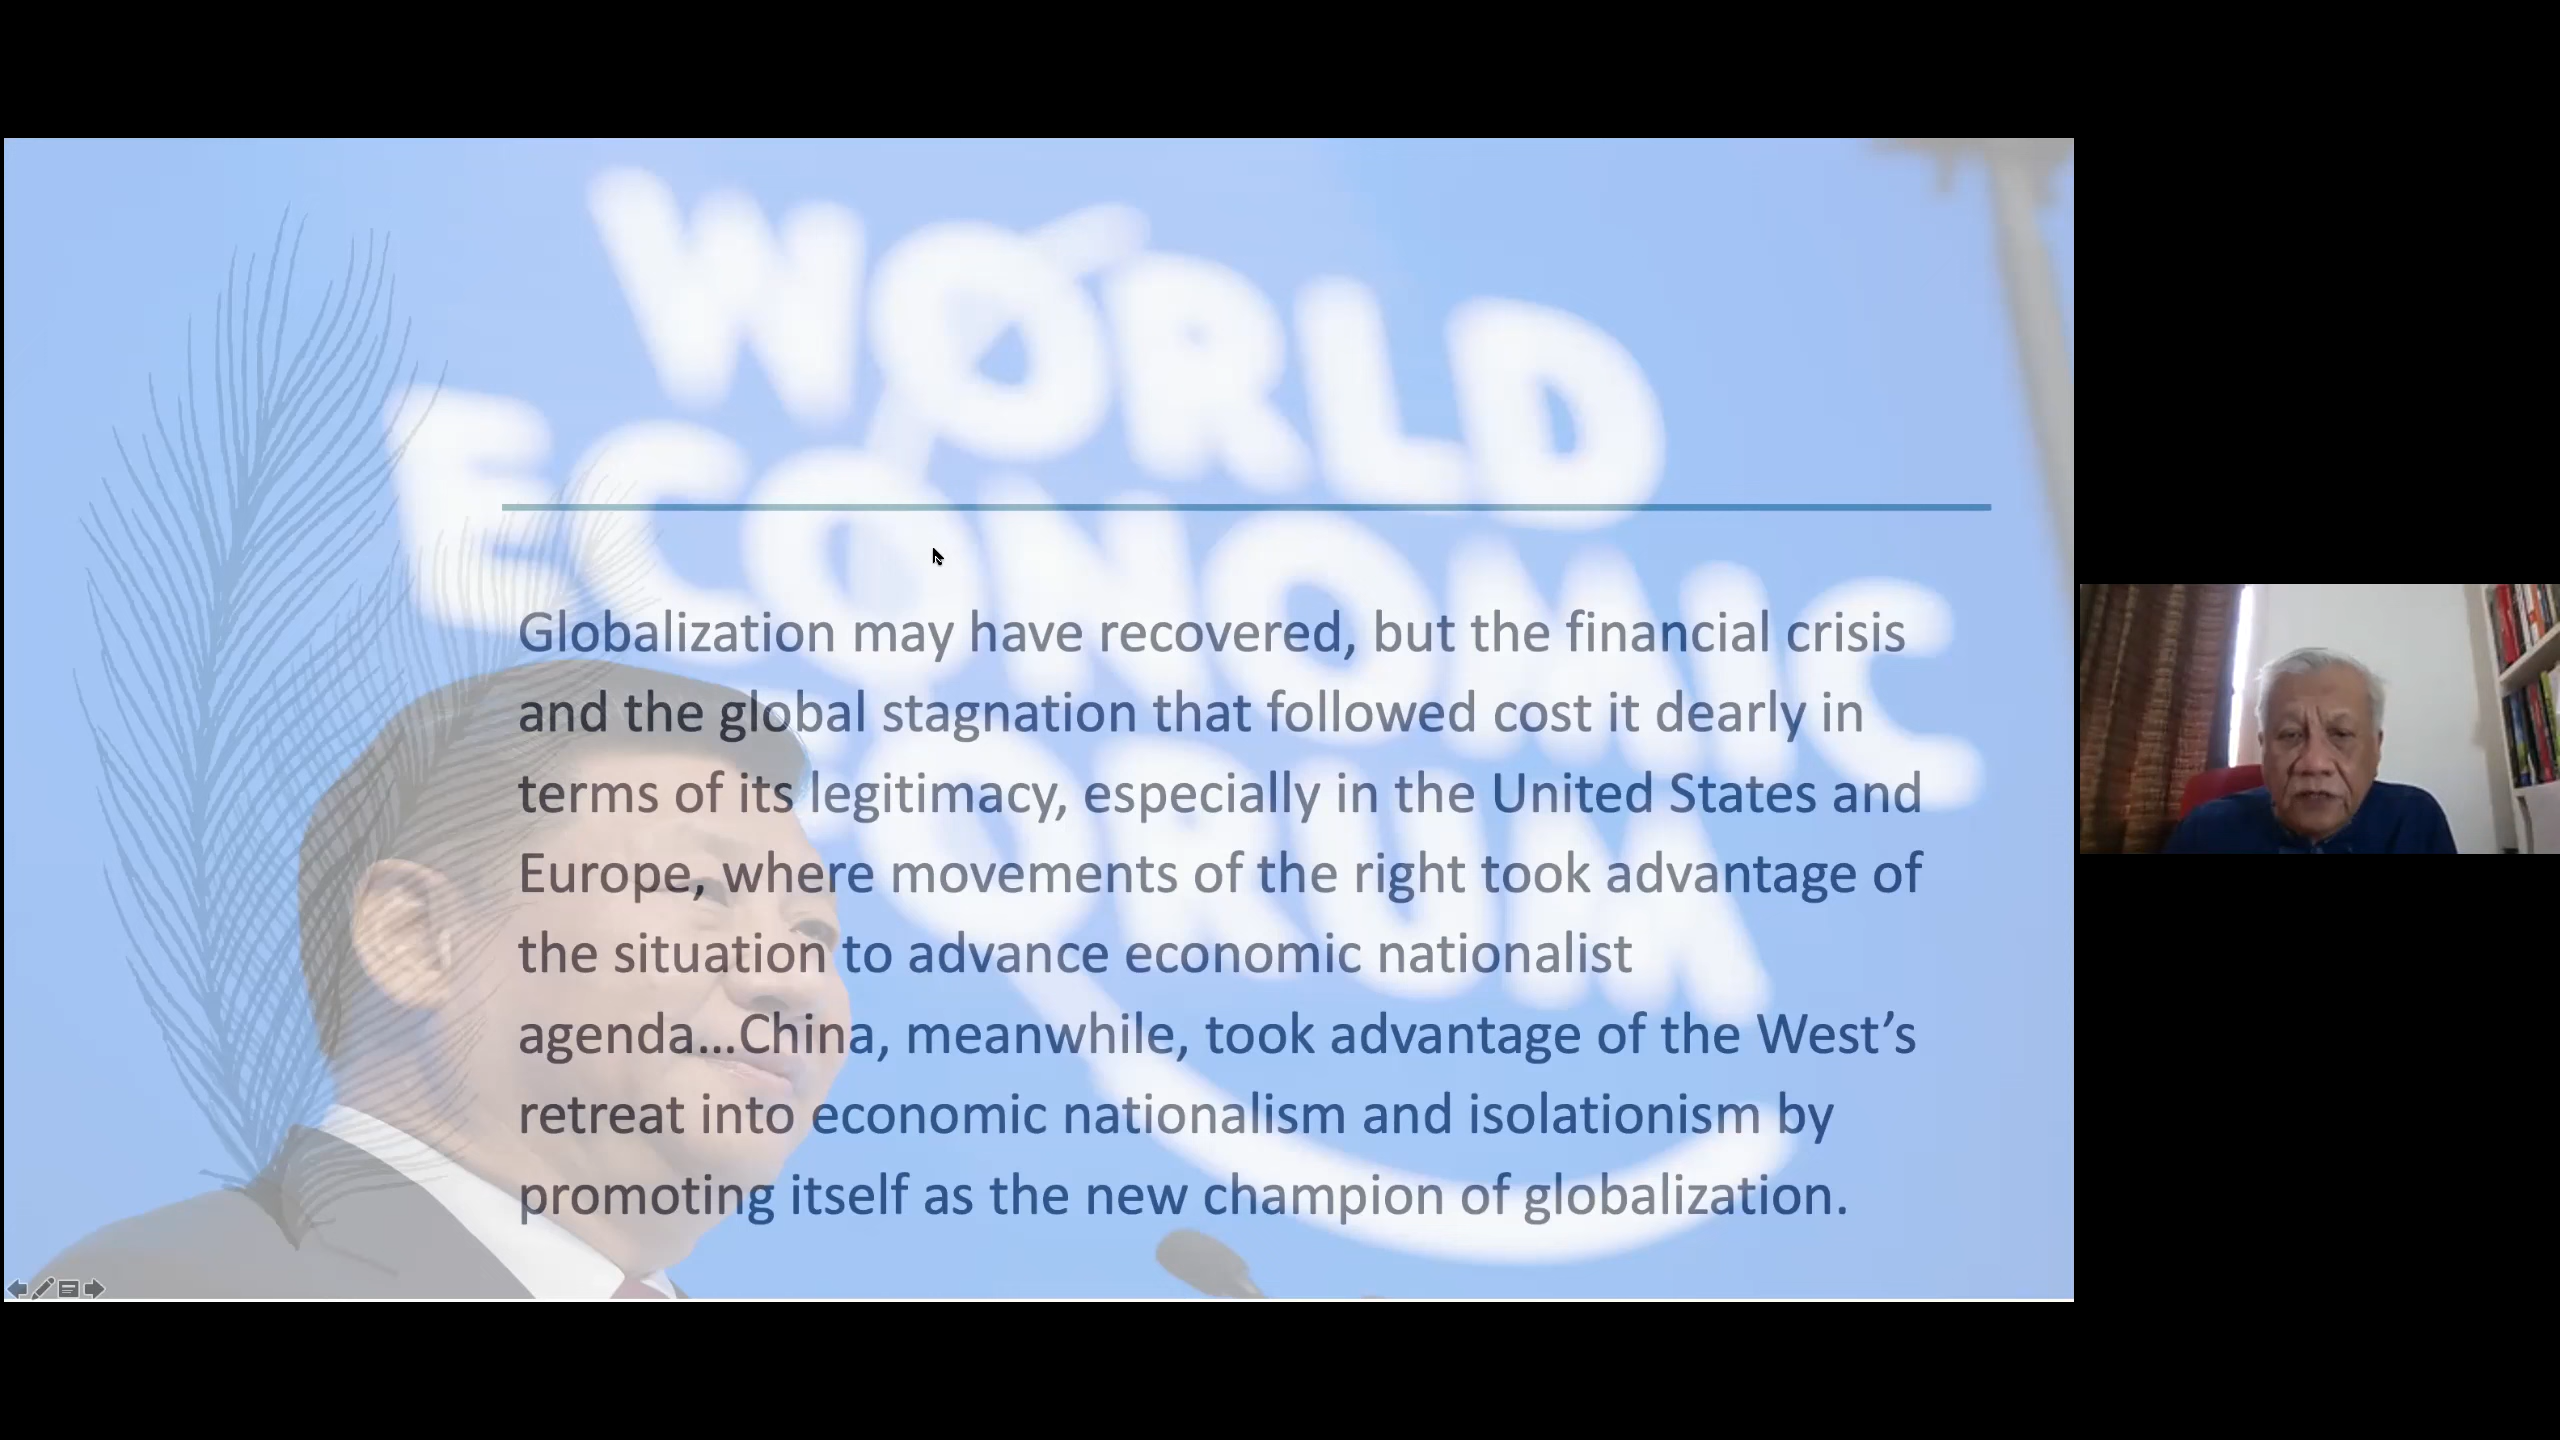 WORLD
ECONOMIC
FORUM
Globalization may have recovered, but the financial crisis
and the global stagnation that followed cost it dearly in
terms of its legitimacy, especially in the United States and
Europe, where movements of the right took advantage of
the situation to advance economic nationalist
agenda...China, meanwhile, took advantage of the West’s
retreat into economic nationalism and isolationism by
promoting itself as the new champion of globalization.